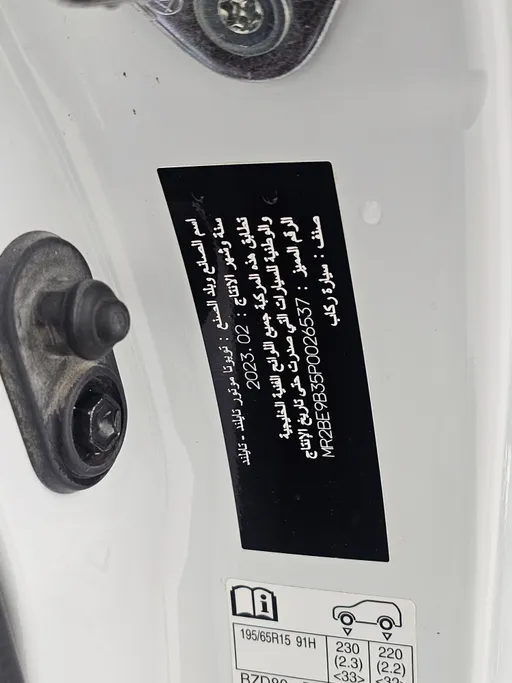 اسم الصانع وبلد الصنع : تويوتا موتور تايلند - تايلند
سنة وشهر الانتاج : 2023. 02
تطابق هذه المركبة جميع اللوائح الفنية الخليجية
والوطنية للسيارات التي صدرت حتى تاريخ الإنتاج
الرقم المميز : MR2BE9B35P0026537
صنف : سيارة ركاب
195/65R15 91H
230
(2.3)
<33>
220
(2.2)
<32>